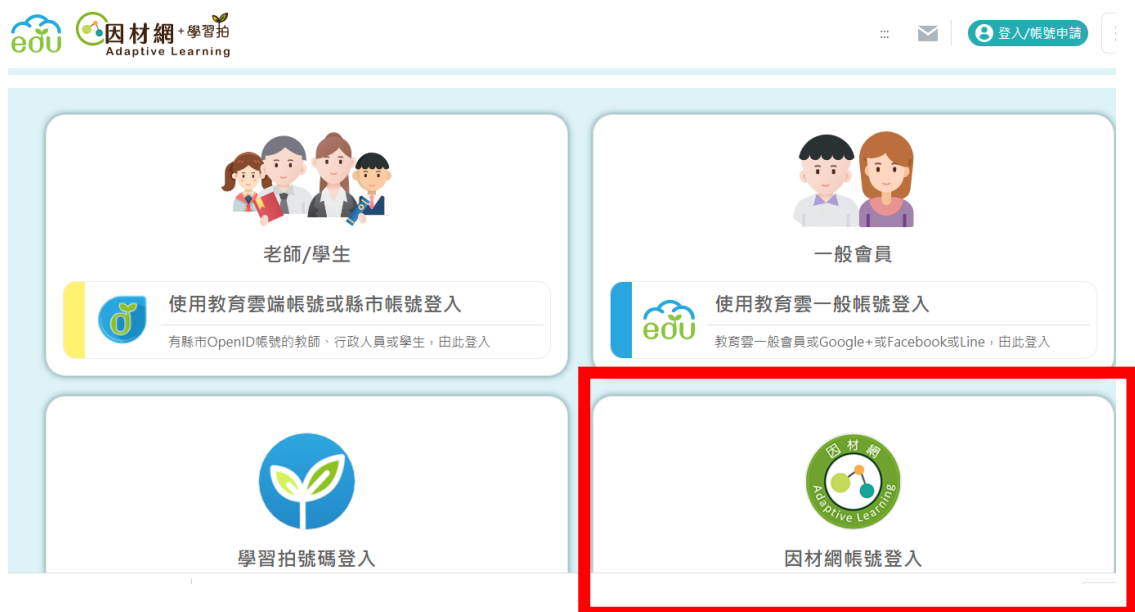 edu 因材網+學習拍
Adaptive Learning
登入/帳號申請
老師/學生
使用教育雲端帳號或縣市帳號登入
有縣市OpenID帳號的教師、行政人員或學生，由此登入
一般會員
edu
使用教育雲一般帳號登入
教育雲一般會員或Google+或Facebook或Line，由此登入
學習拍號碼登入
因材網
Adaptive Learning
因材網帳號登入